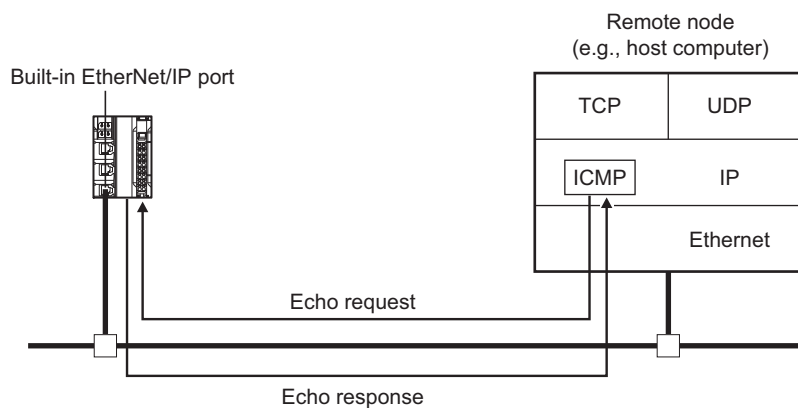 Remote node
(e.g., host computer)
Built-in EtherNet/IP port
TCP
UDP
ICMP
IP
Ethernet
Echo request
Echo response